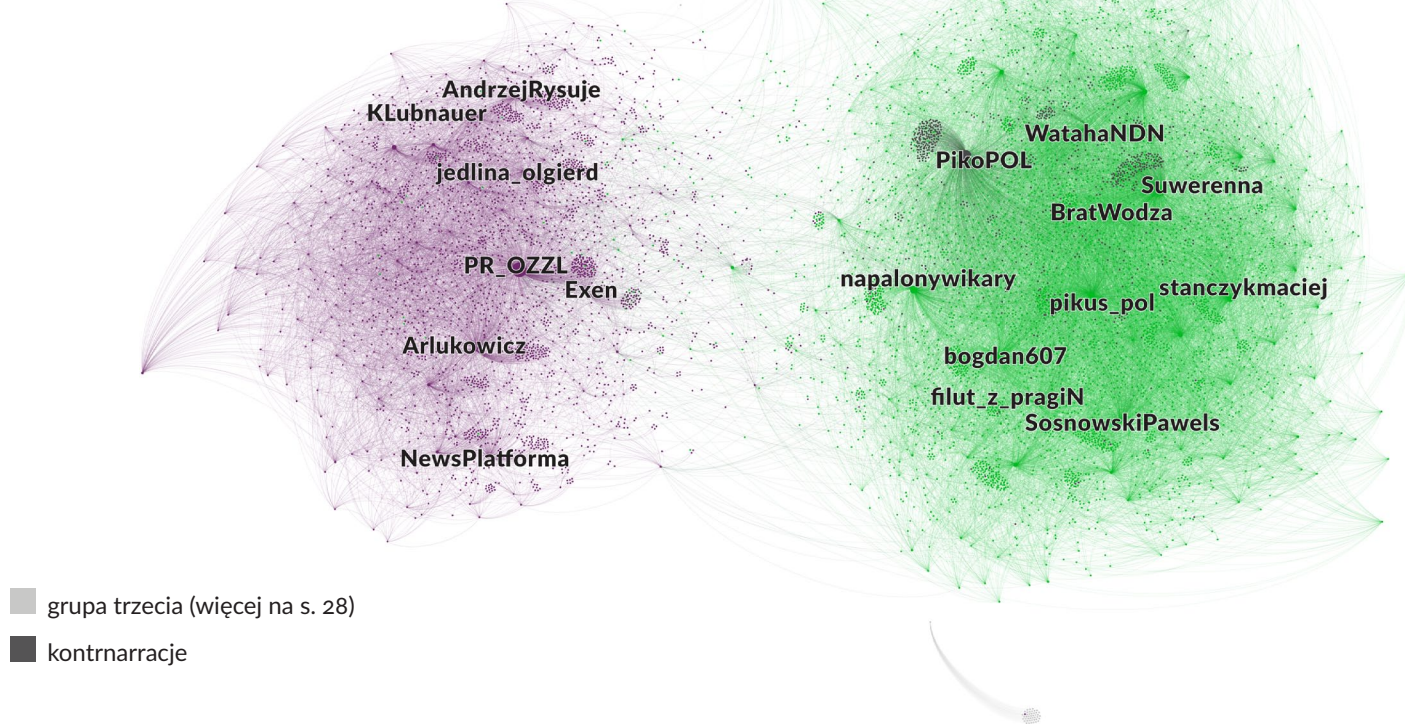 AndrzejRysuje
KLubnauer
WatahaNDN
PikoPOL
jedlina_olgierd
Suwerenna
BratWodza
PR_OZZL
Exen
napalonywikary
stanczykmaciej
pikus_pol
Arlukowicz
bogdan607
filut_z_pragiN
SosnowskiPawels
NewsPlatforma
grupa trzecia (więcej na s. 28)
kontrnarracje